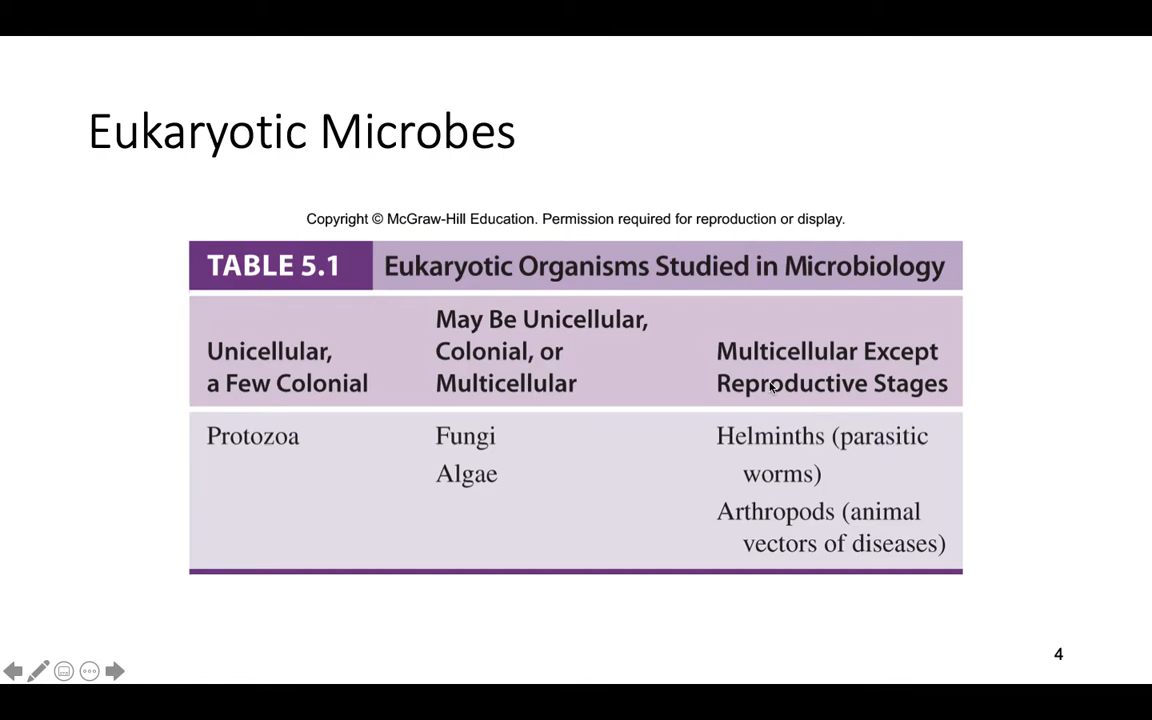 Eukaryotic Microbes
Copyright © McGraw-Hill Education. Permission required for reproduction or display.
TABLE 5.1 Eukaryotic Organisms Studied in Microbiology
Unicellular,
a Few Colonial
May Be Unicellular,
Colonial, or
Multicellular
Multicellular Except
Reproductive Stages
Protozoa
Fungi
Algae
Helminths (parasitic
worms)
Arthropods (animal
vectors of diseases)
4